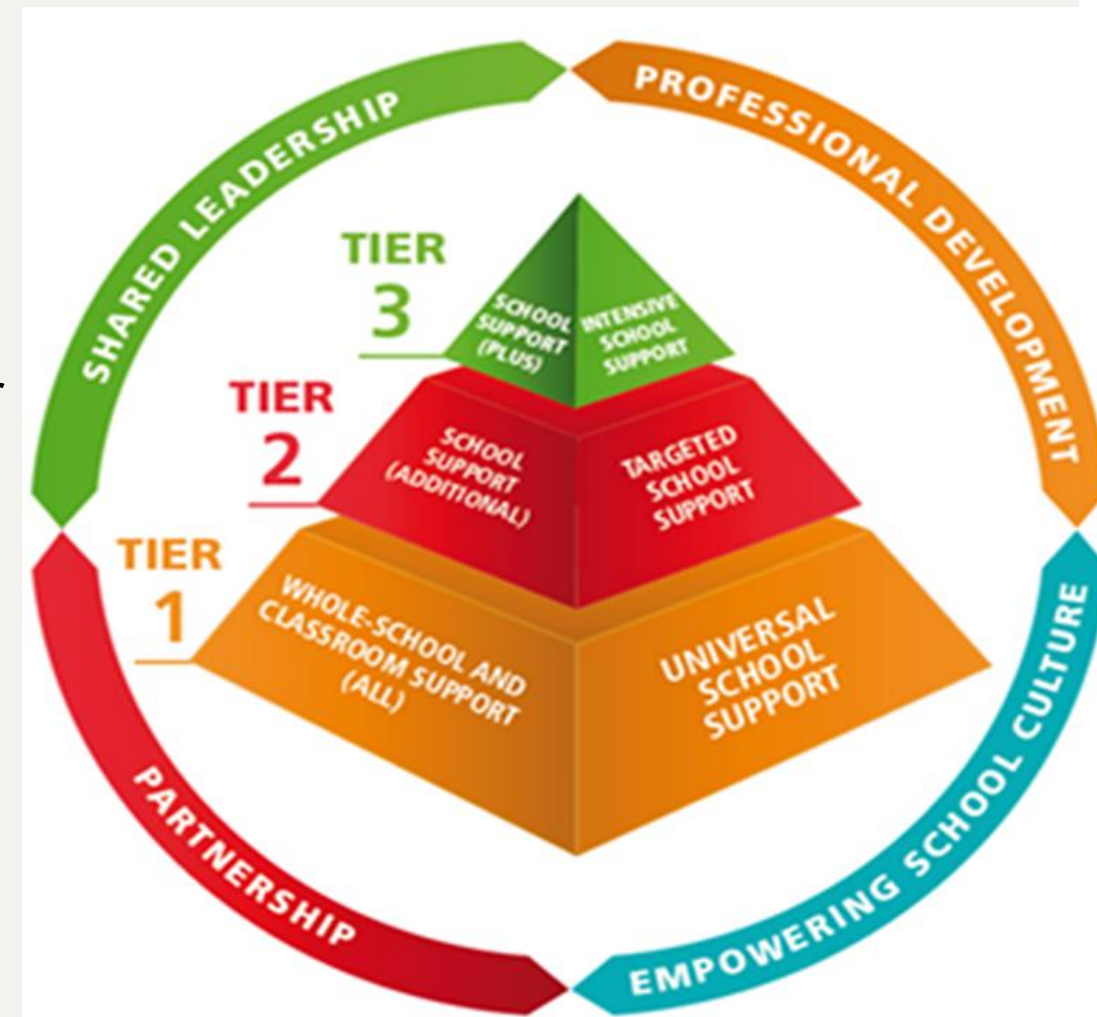 SHARED LEADERSHIP
PROFESSIONAL DEVELOPMENT
TIER
3
SCHOOL
SUPPORT
(PLUS)
INTENSIVE
SCHOOL
SUPPORT
TIER
2
SCHOOL
SUPPORT
(ADDITIONAL)
TARGETED
SCHOOL
SUPPORT
TIER
1
WHOLE-SCHOOL AND
CLASSROOM SUPPORT
(ALL)
UNIVERSAL
SCHOOL
SUPPORT
PARTNERSHIP
EMPOWERING SCHOOL CULTURE